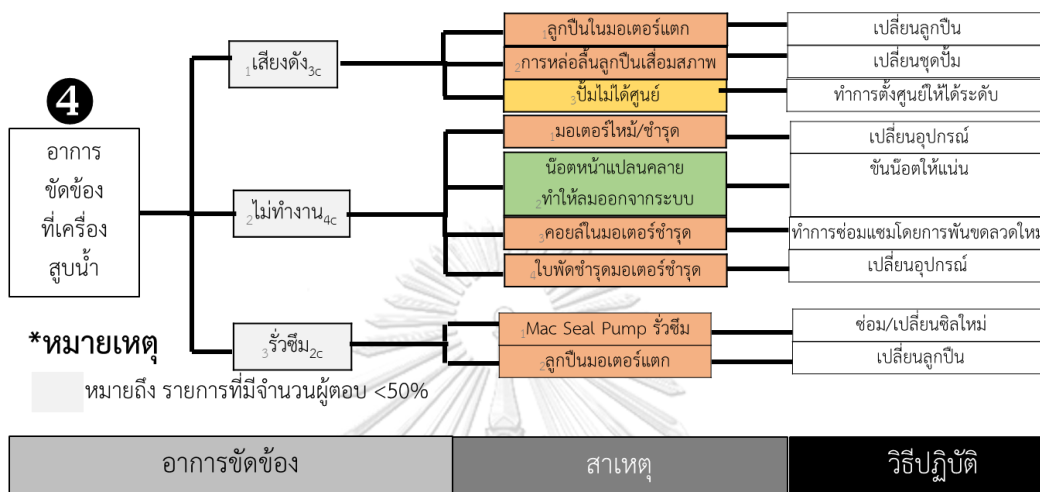 ❹
อาการ
ขัดข้อง
ที่เครื่อง
สูบน้ำ
1เสียงดัง3c
1ลูกปืนในมอเตอร์แตก
เปลี่ยนลูกปืน
2การหล่อลื้นลูกปืนเสื่อมสภาพ
เปลี่ยนชุดปั้ม
3ปั้มไม่ได้ศูนย์
ทำการตั้งศูนย์ให้ได้ระดับ
2ไม่ทำงาน4c
1มอเตอร์ไหม้/ชำรุด
เปลี่ยนอุปกรณ์
น๊อตหน้าแปลนคลาย
2ทำให้ลมออกจากระบบ
ขันน๊อตให้แน่น
3คอยล์ในมอเตอร์ชำรุด
ทำการซ่อมแซมโดยการพันขดลวดใหม่
4ใบพัดชำรุดมอเตอร์ชำรุด
เปลี่ยนอุปกรณ์
3รั่วซึม2c
1Mac Seal Pump รั่วซึม
ซ่อม/เปลี่ยนซิลใหม่
2ลูกปืนมอเตอร์แตก
เปลี่ยนลูกปืน
*หมายเหตุ
หมายถึง รายการที่มีจำนวนผู้ตอบ <50%
อาการขัดข้อง
สาเหตุ
วิธีปฏิบัติ